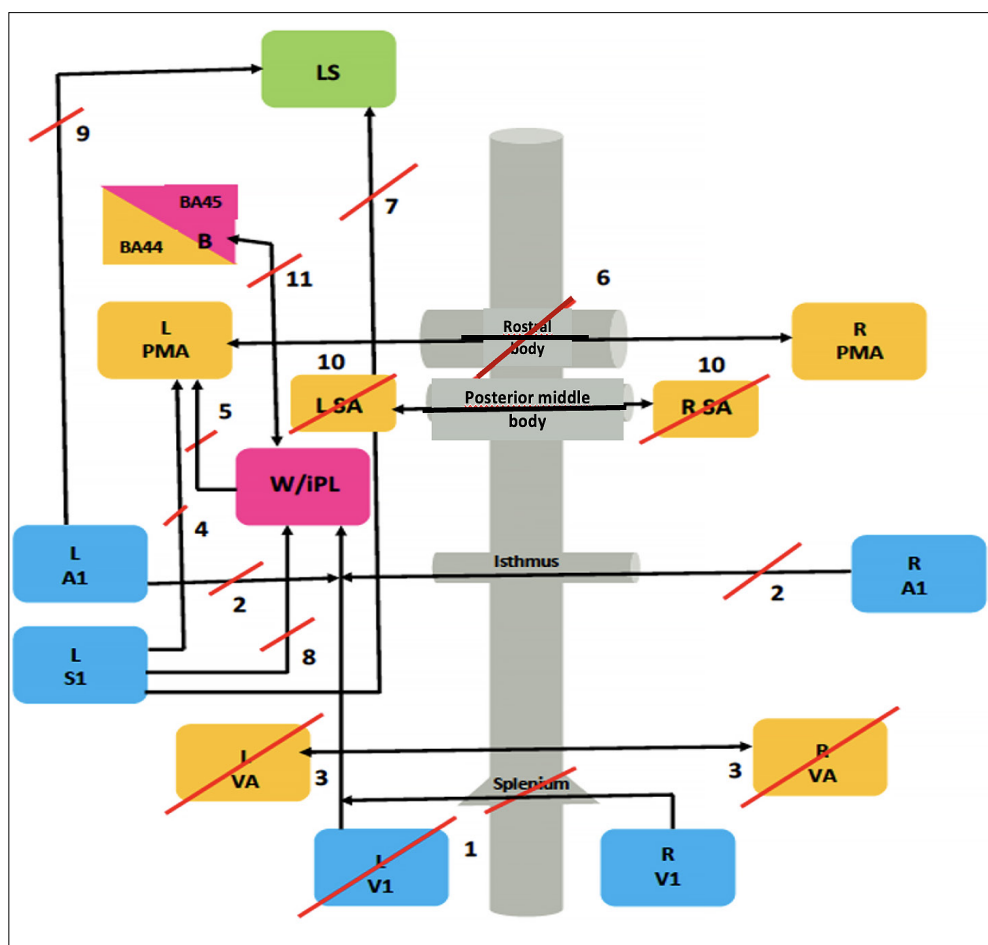 LS
9
7
BA45
BA44
B
11
6
L
PMA
Rostral
body
R
PMA
10
10
5
L SA
Posterior middle
body
R SA
W/iPL
4
L
A1
Isthmus
R
A1
2
2
L
S1
8
L
VA
3
3
R
VA
Splenium
1
L
V1
R
V1